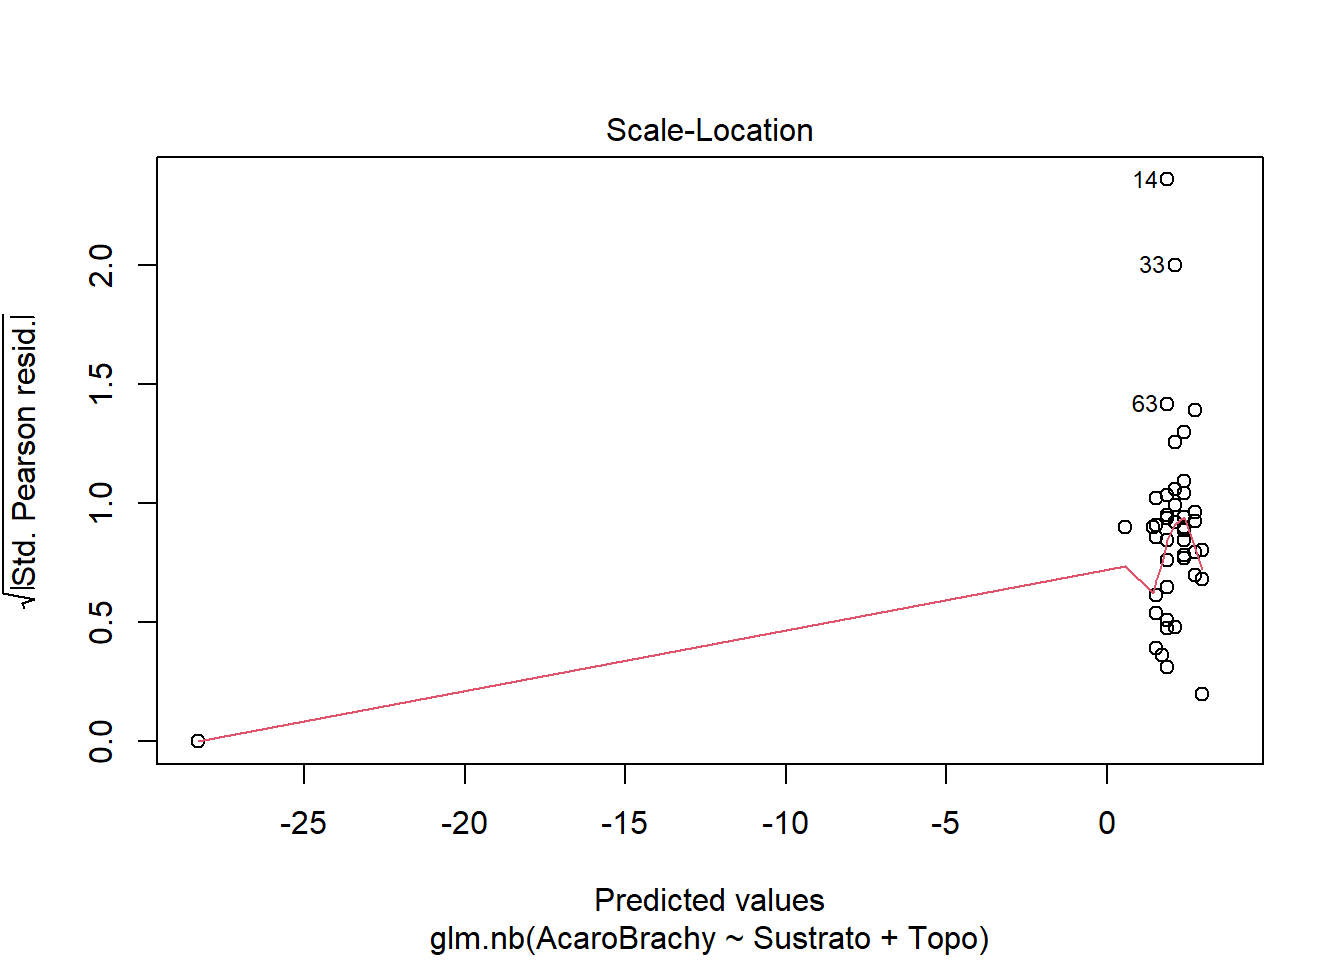 Scale-Location
√|Std. Pearson resid.|
2.0
1.5
1.0
0.5
0.0
14
33
63
-25 -20 -15 -10 -5 0
Predicted values
glm.nb(AcaroBrachy ~ Sustrato + Topo)